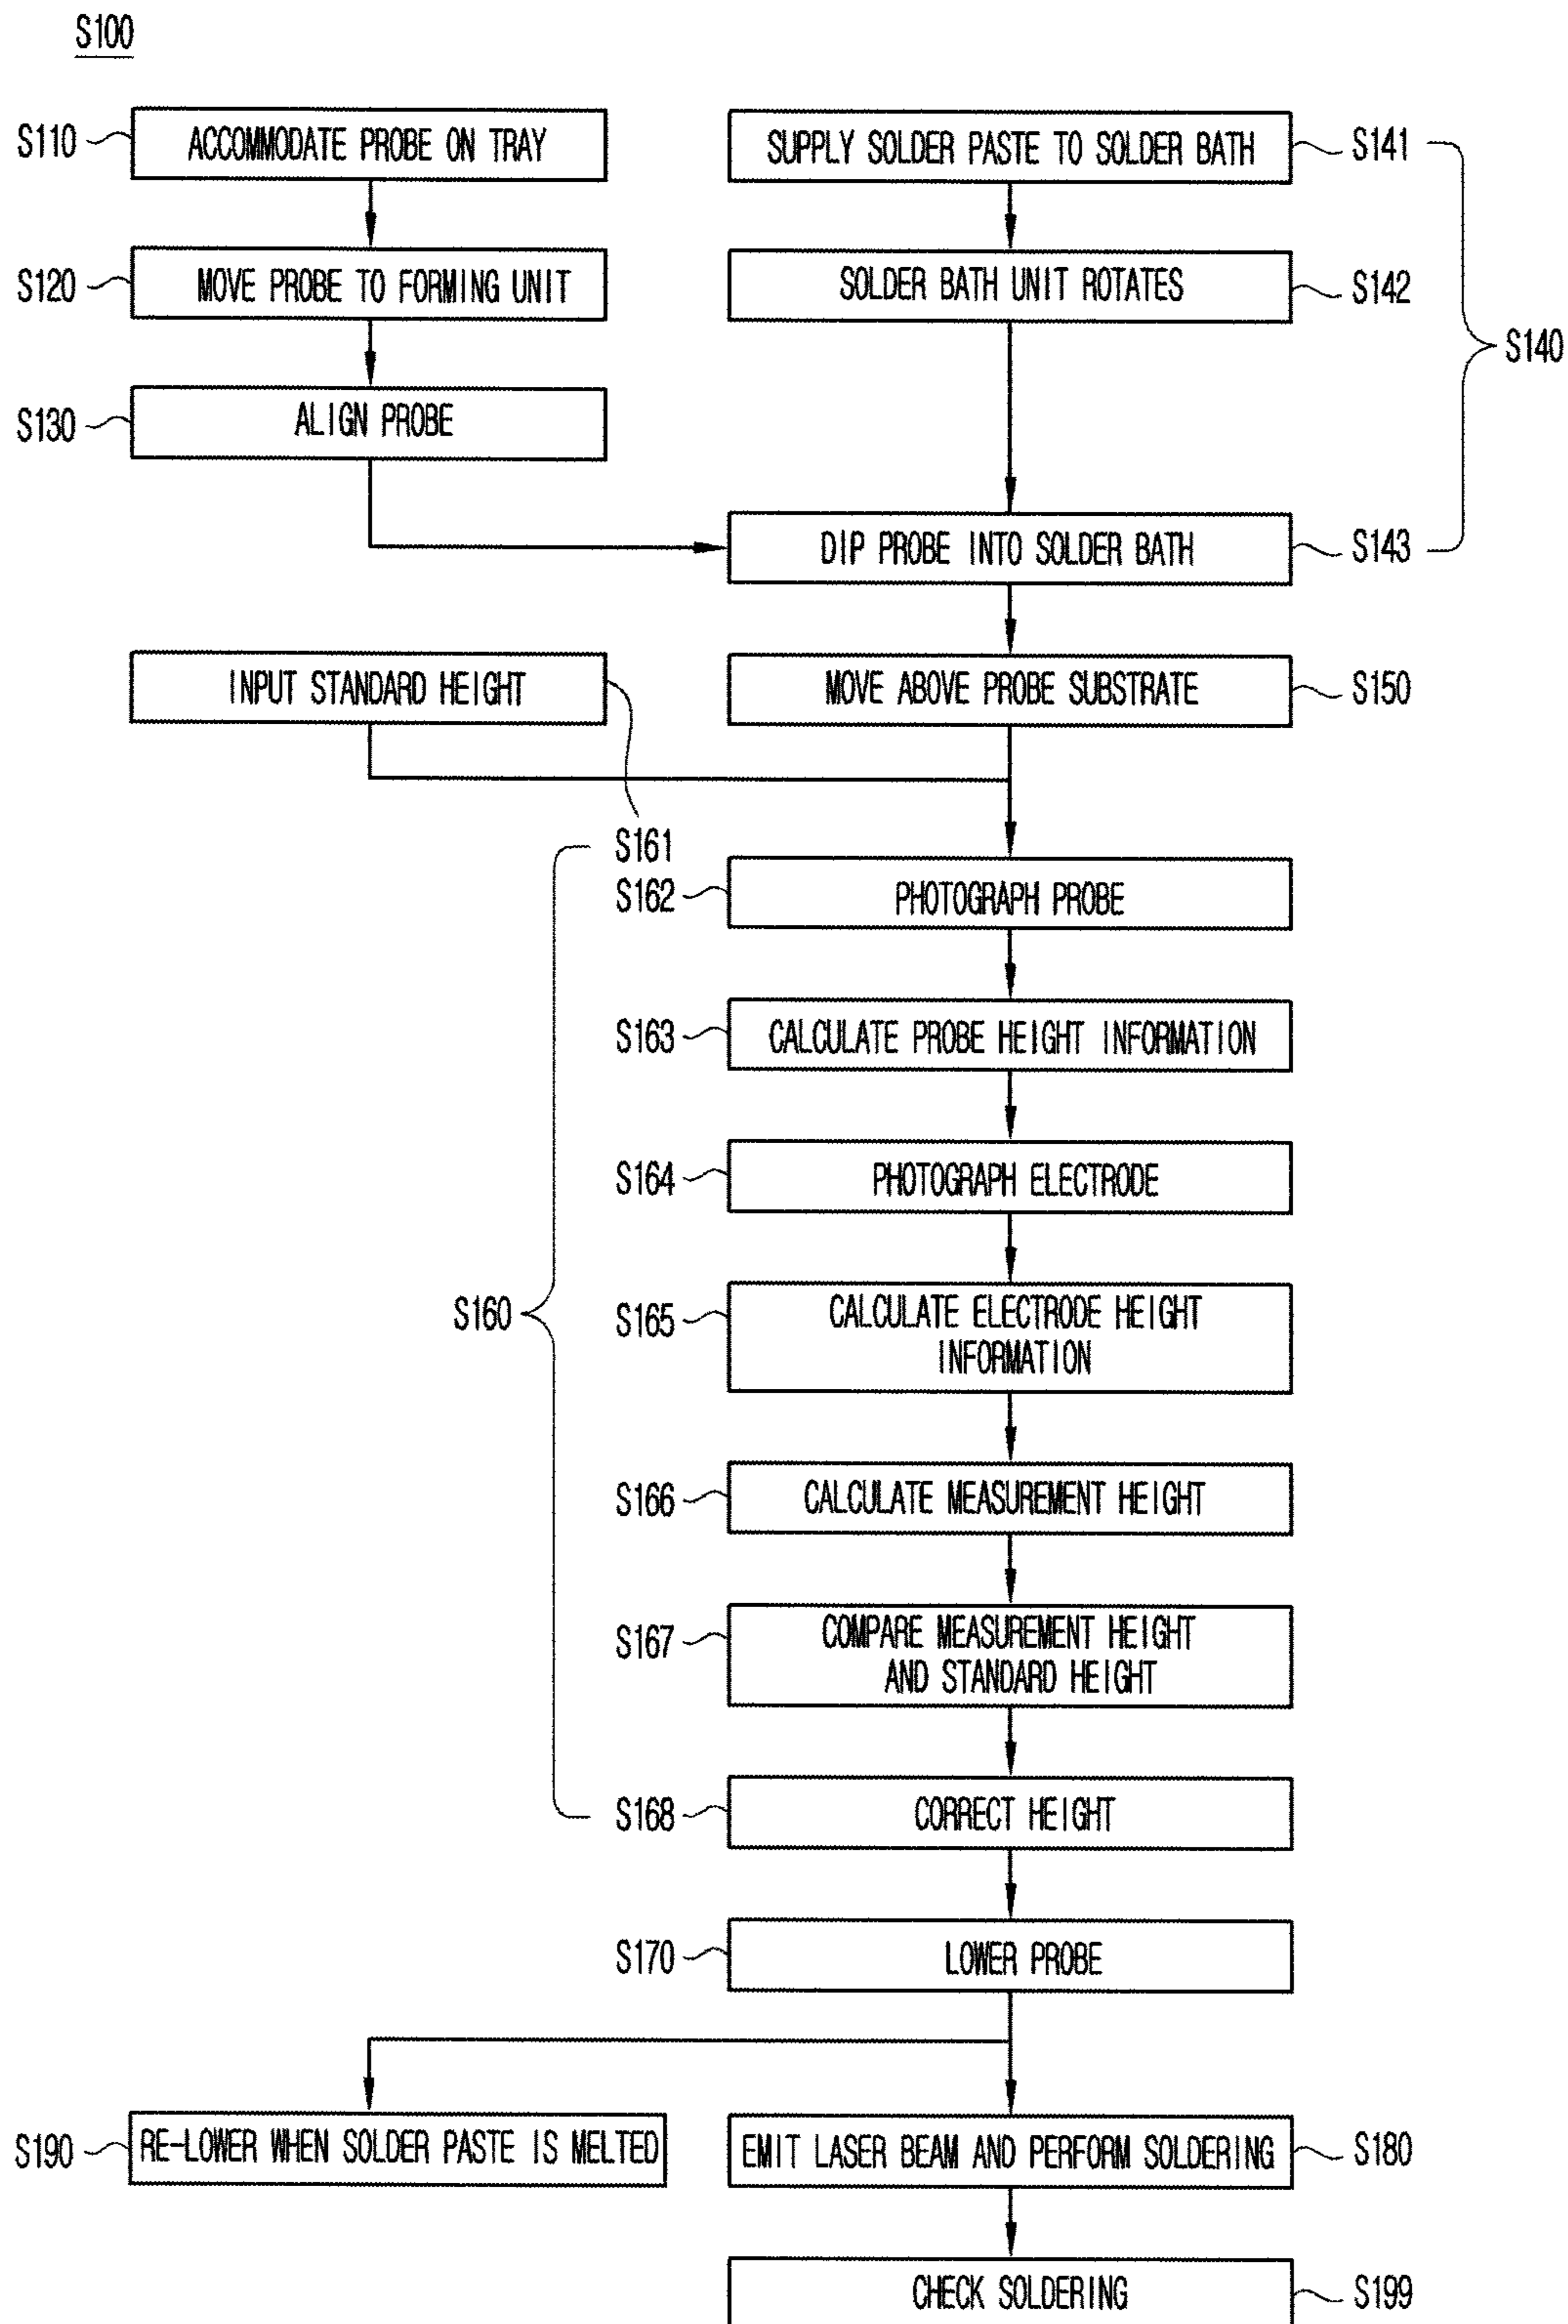 S100
S110
ACCOMMODATE PROBE ON TRAY
SUPPLY SOLDER PASTE TO SOLDER BATH
S141
S120
MOVE PROBE TO FORMING UNIT
SOLDER BATH UNIT ROTATES
S142
S140
S130
ALIGN PROBE
DIP PROBE INTO SOLDER BATH
S143
INPUT STANDARD HEIGHT
MOVE ABOVE PROBE SUBSTRATE
S150
S161
S162
PHOTOGRAPH PROBE
S163
CALCULATE PROBE HEIGHT INFORMATION
S164
PHOTOGRAPH ELECTRODE
S160
S165
CALCULATE ELECTRODE HEIGHT
INFORMATION
S166
CALCULATE MEASUREMENT HEIGHT
S167
COMPARE MEASUREMENT HEIGHT
AND STANDARD HEIGHT
S168
CORRECT HEIGHT
S170
LOWER PROBE
S190
RE-LOWER WHEN SOLDER PASTE IS MELTED
EMIT LASER BEAM AND PERFORM SOLDERING
S180
CHECK SOLDERING
S199